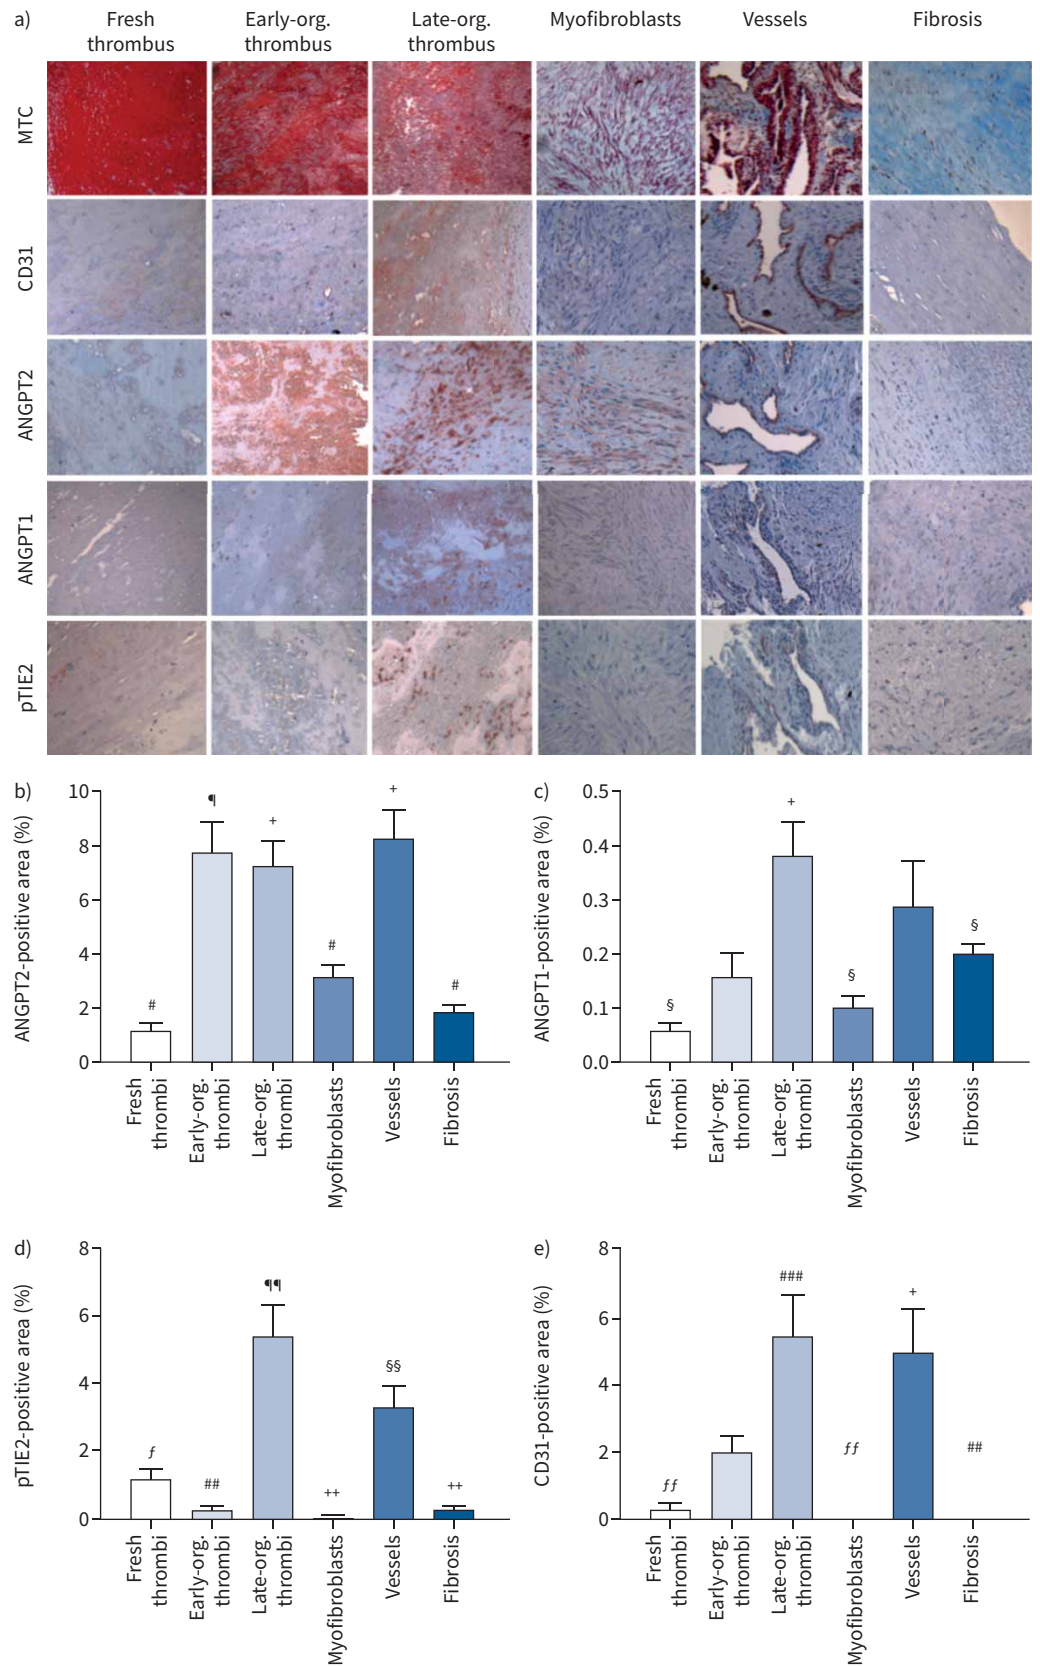 a)
Fresh
thrombus
Early-org.
thrombus
Late-org.
thrombus
Myofibroblasts
Vessels
Fibrosis
MTC
CD31
ANGPT2
ANGPT1
pTIE2
b)
ANGPT2-positive area (%)
10
8
6
4
2
0
#
¶
+
#
+
#
Fresh
thrombi
Early-org.
thrombi
Late-org.
thrombi
Myofibroblasts
Vessels
Fibrosis
c)
ANGPT1-positive area (%)
0.5
0.4
0.3
0.2
0.1
0.0
§
+
§
§
Fresh
thrombi
Early-org.
thrombi
Late-org.
thrombi
Myofibroblasts
Vessels
Fibrosis
d)
pTIE2-positive area (%)
8
6
4
2
0
ƒ
##
¶¶
++
§§
++
Fresh
thrombi
Early-org.
thrombi
Late-org.
thrombi
Myofibroblasts
Vessels
Fibrosis
e)
CD31-positive area (%)
8
6
4
2
0
ƒƒ
###
ƒƒ
+
##
Fresh
thrombi
Early-org.
thrombi
Late-org.
thrombi
Myofibroblasts
Vessels
Fibrosis